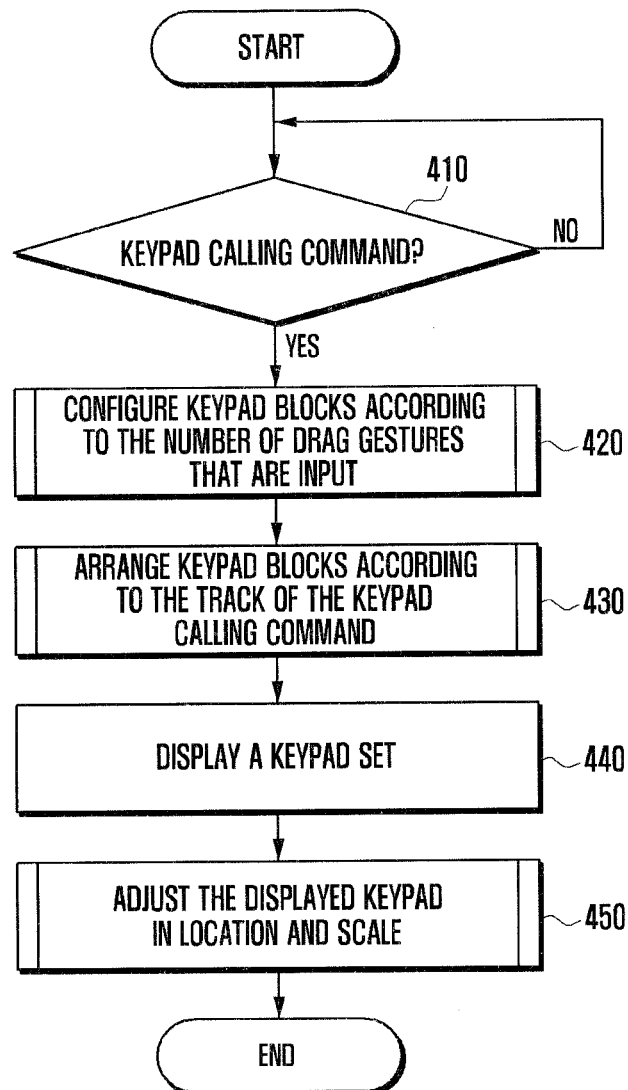 START
410
KEYPAD CALLING COMMAND?
NO
YES
CONFIGURE KEYPAD BLOCKS ACCORDING
TO THE NUMBER OF DRAG GESTURES
THAT ARE INPUT
420
ARRANGE KEYPAD BLOCKS ACCORDING
TO THE TRACK OF THE KEYPAD
CALLING COMMAND
430
DISPLAY A KEYPAD SET
440
ADJUST THE DISPLAYED KEYPAD
IN LOCATION AND SCALE
450
END